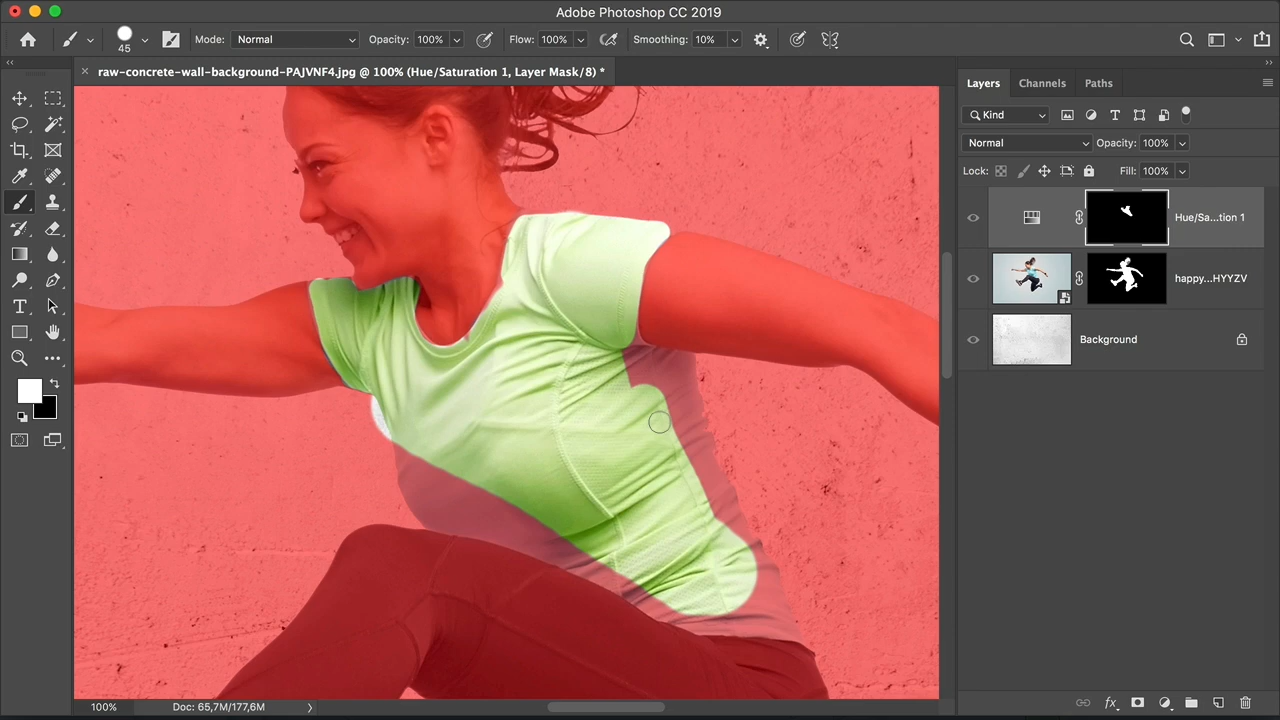 Adobe Photoshop CC 2019
45
Mode: Normal Opacity: 100% Flow: 100% Smoothing: 10%
raw-concrete-wall-background-PAJVNF4.jpg @ 100% (Hue/Saturation 1, Layer Mask/8) *
Layers Channels Paths
Kind
Normal Opacity: 100%
Lock: Fill: 100%
Hue/Sa...tion 1
happy...HYYZV
Background
100% Doc: 65,7M/177,6M